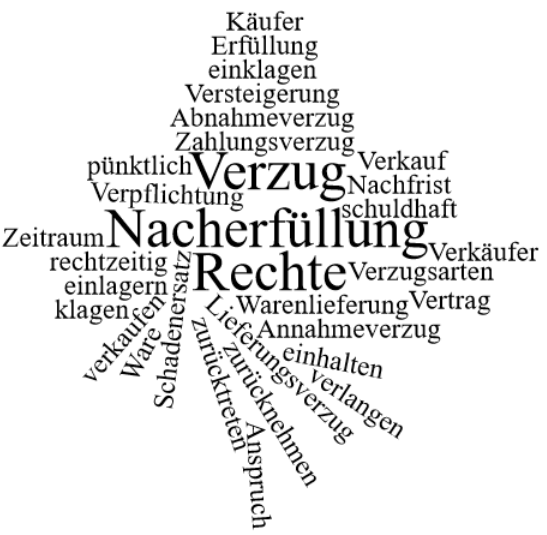 Käufer
Erfüllung
einklagen
Versteigerung
Abnahmeverzug
Zahlungsverzug
pünktlich Verzug Verkauf
Verpflichtung Nachfrist
schuldhaft
Zeitraum Nacherfüllung Verkäufer
rechtzeitig Rechte Verzugsarten
einlagern
klagen Warenlieferung Vertrag
Annahmeverzug
verkaufen
Ware
Schadenersatz
Lieferungsverzug
einhalten
verlangen
zurücktreten
zurücknehmen
Anspruch